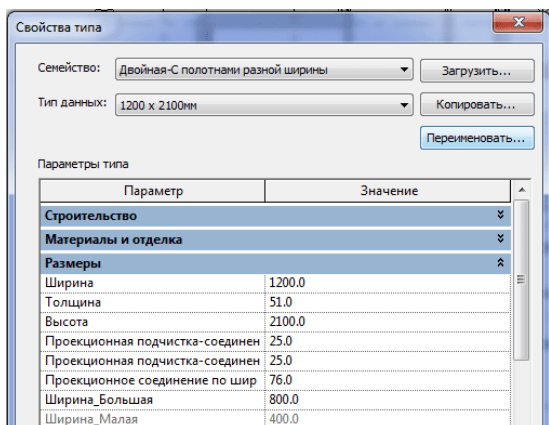 Свойства типа
Семейство: Двойная-С полотнами разной ширины Загрузить...
Тип данных: 1200 x 2100мм Копировать...
Переименовать...
Параметры типа
Параметр Значение
Строительство
Материалы и отделка
Размеры
Ширина 1200.0
Толщина 51.0
Высота 2100.0
Проекционная подчистка-соединен 25.0
Проекционная подчистка-соединен 25.0
Проекционное соединение по шир 76.0
Ширина_Большая 800.0
Ширина_Малая 400.0